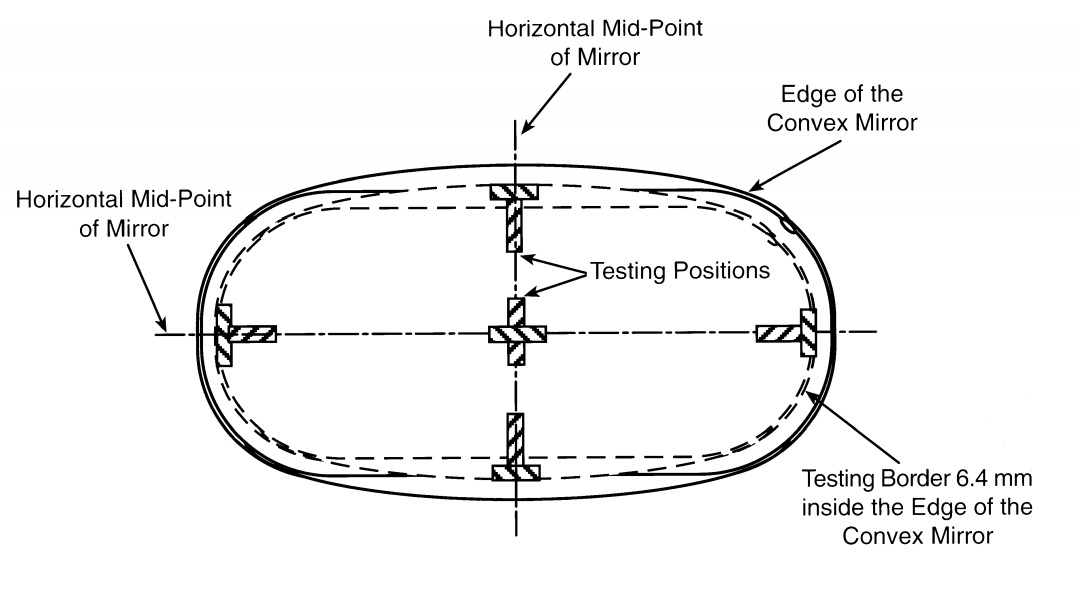 Horizontal Mid-Point
of Mirror
Edge of the
Convex Mirror
Horizontal Mid-Point
of Mirror
Testing Positions
Testing Border 6.4 mm
inside the Edge of the
Convex Mirror